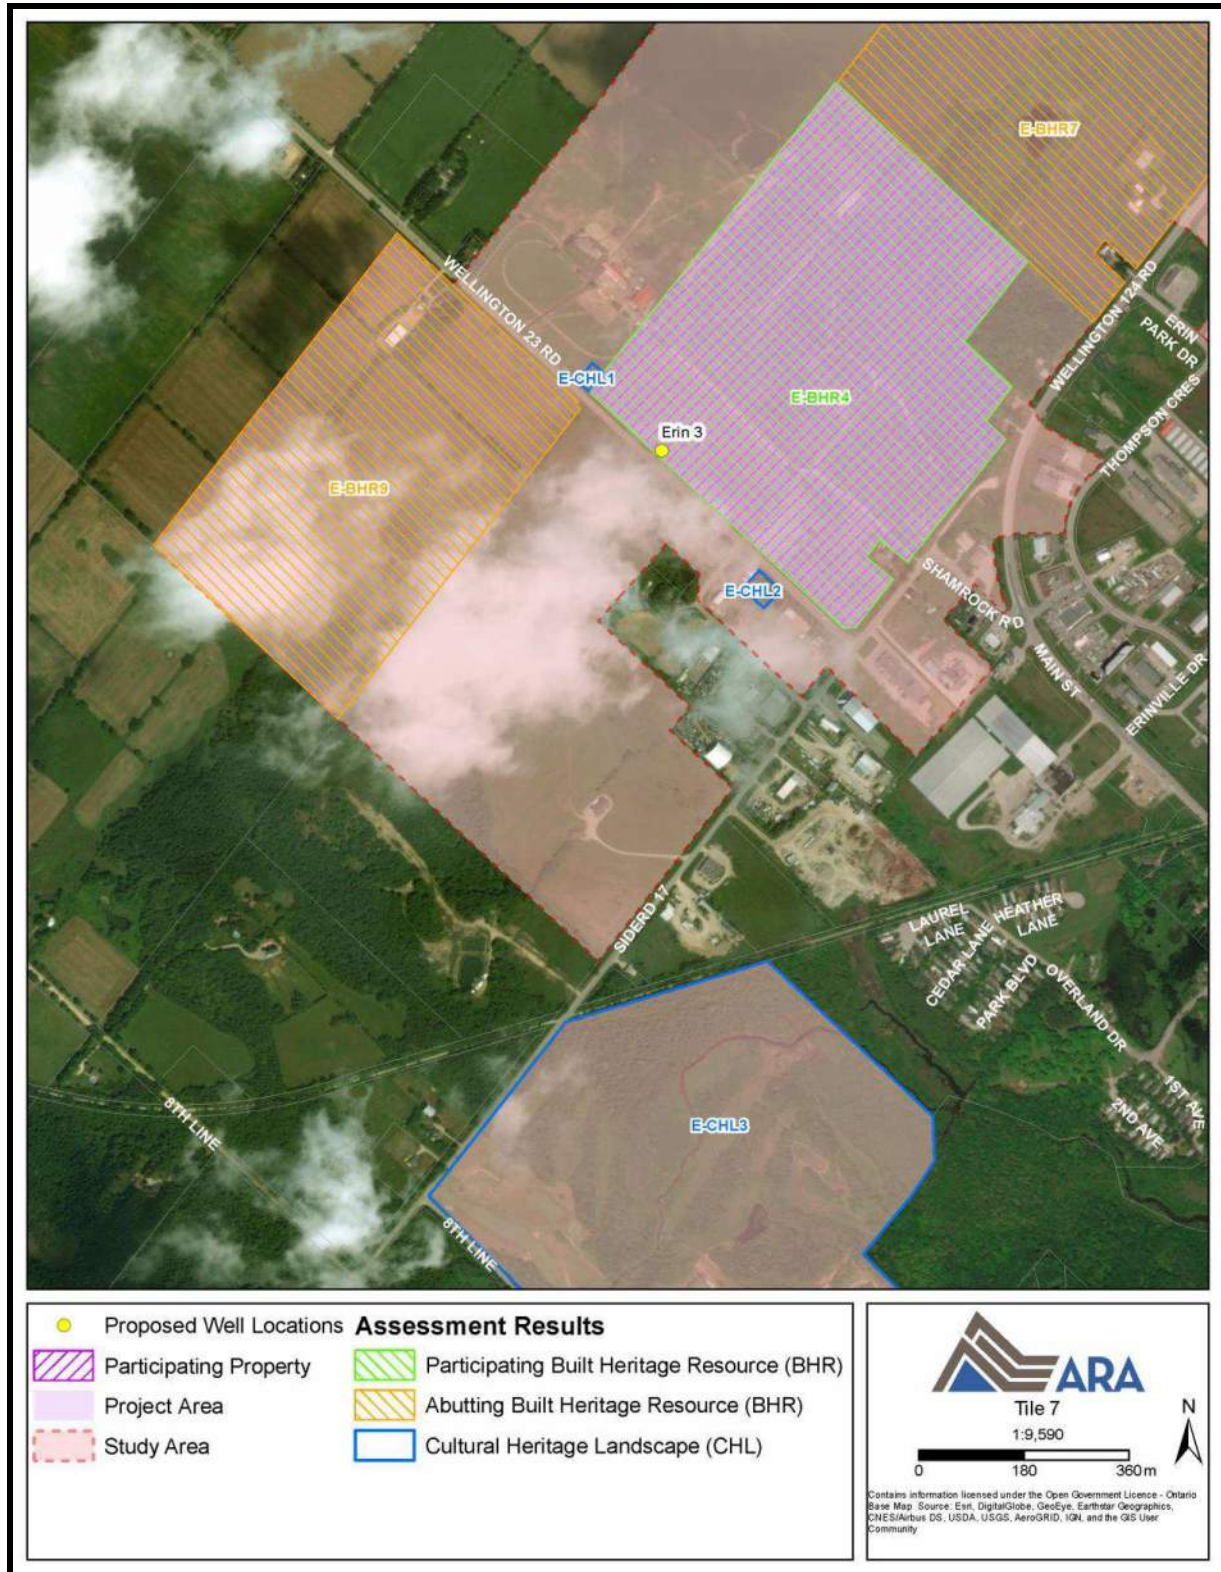 E-BHR7
WELLINGTON 23 RD
WELLINGTON 124 RD
ERIN
PARK DR
E-CHL1
E-BHR4
THOMPSON CRES
Erin 3
E-BHR9
SHAMROCK RD
E-CHL2
MAIN ST
ERINVILLE DR
SIDERD 17
LAUREL
LANE
HEATHER
LANE
CEDAR LANE
PARK BLVD
OVERLAND DR
1ST AVE
2ND AVE
8TH LINE
E-CHL3
8TH LINE
Proposed Well Locations
Participating Property
Project Area
Study Area
Assessment Results
Participating Built Heritage Resource (BHR)
Abutting Built Heritage Resource (BHR)
Cultural Heritage Landscape (CHL)
ARA
Tile 7
N
1:9,590
0 180 360 m
Contains information licensed under the Open Government Licence - Ontario
Base Map Source: Esri, DigitalGlobe, GeoEye, Earthstar Geographics,
CNES/Airbus DS, USDA, USGS, AeroGRID, IGN, and the GIS User
Community